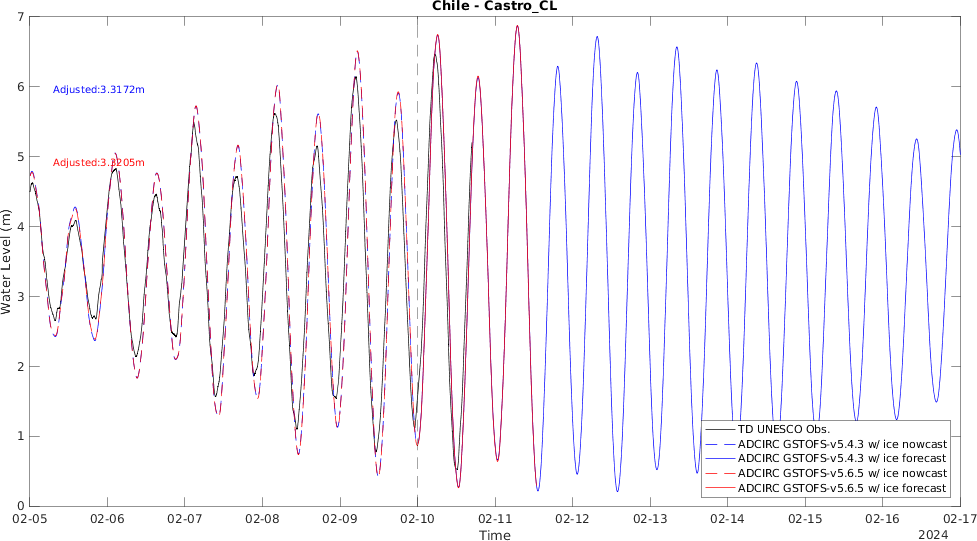 Chile - Castro_CL
7
6
5
4
3
2
1
0
Water Level (m)
Adjusted:3.3172m
Adjusted:3.3205m
TD UNESCO Obs.
ADCIRC GSTOFS-v5.4.3 w/ ice nowcast
ADCIRC GSTOFS-v5.4.3 w/ ice forecast
ADCIRC GSTOFS-v5.6.5 w/ ice nowcast
ADCIRC GSTOFS-v5.6.5 w/ ice forecast
02-05 02-06 02-07 02-08 02-09 02-10 02-11 02-12 02-13 02-14 02-15 02-16 02-17
Time
2024